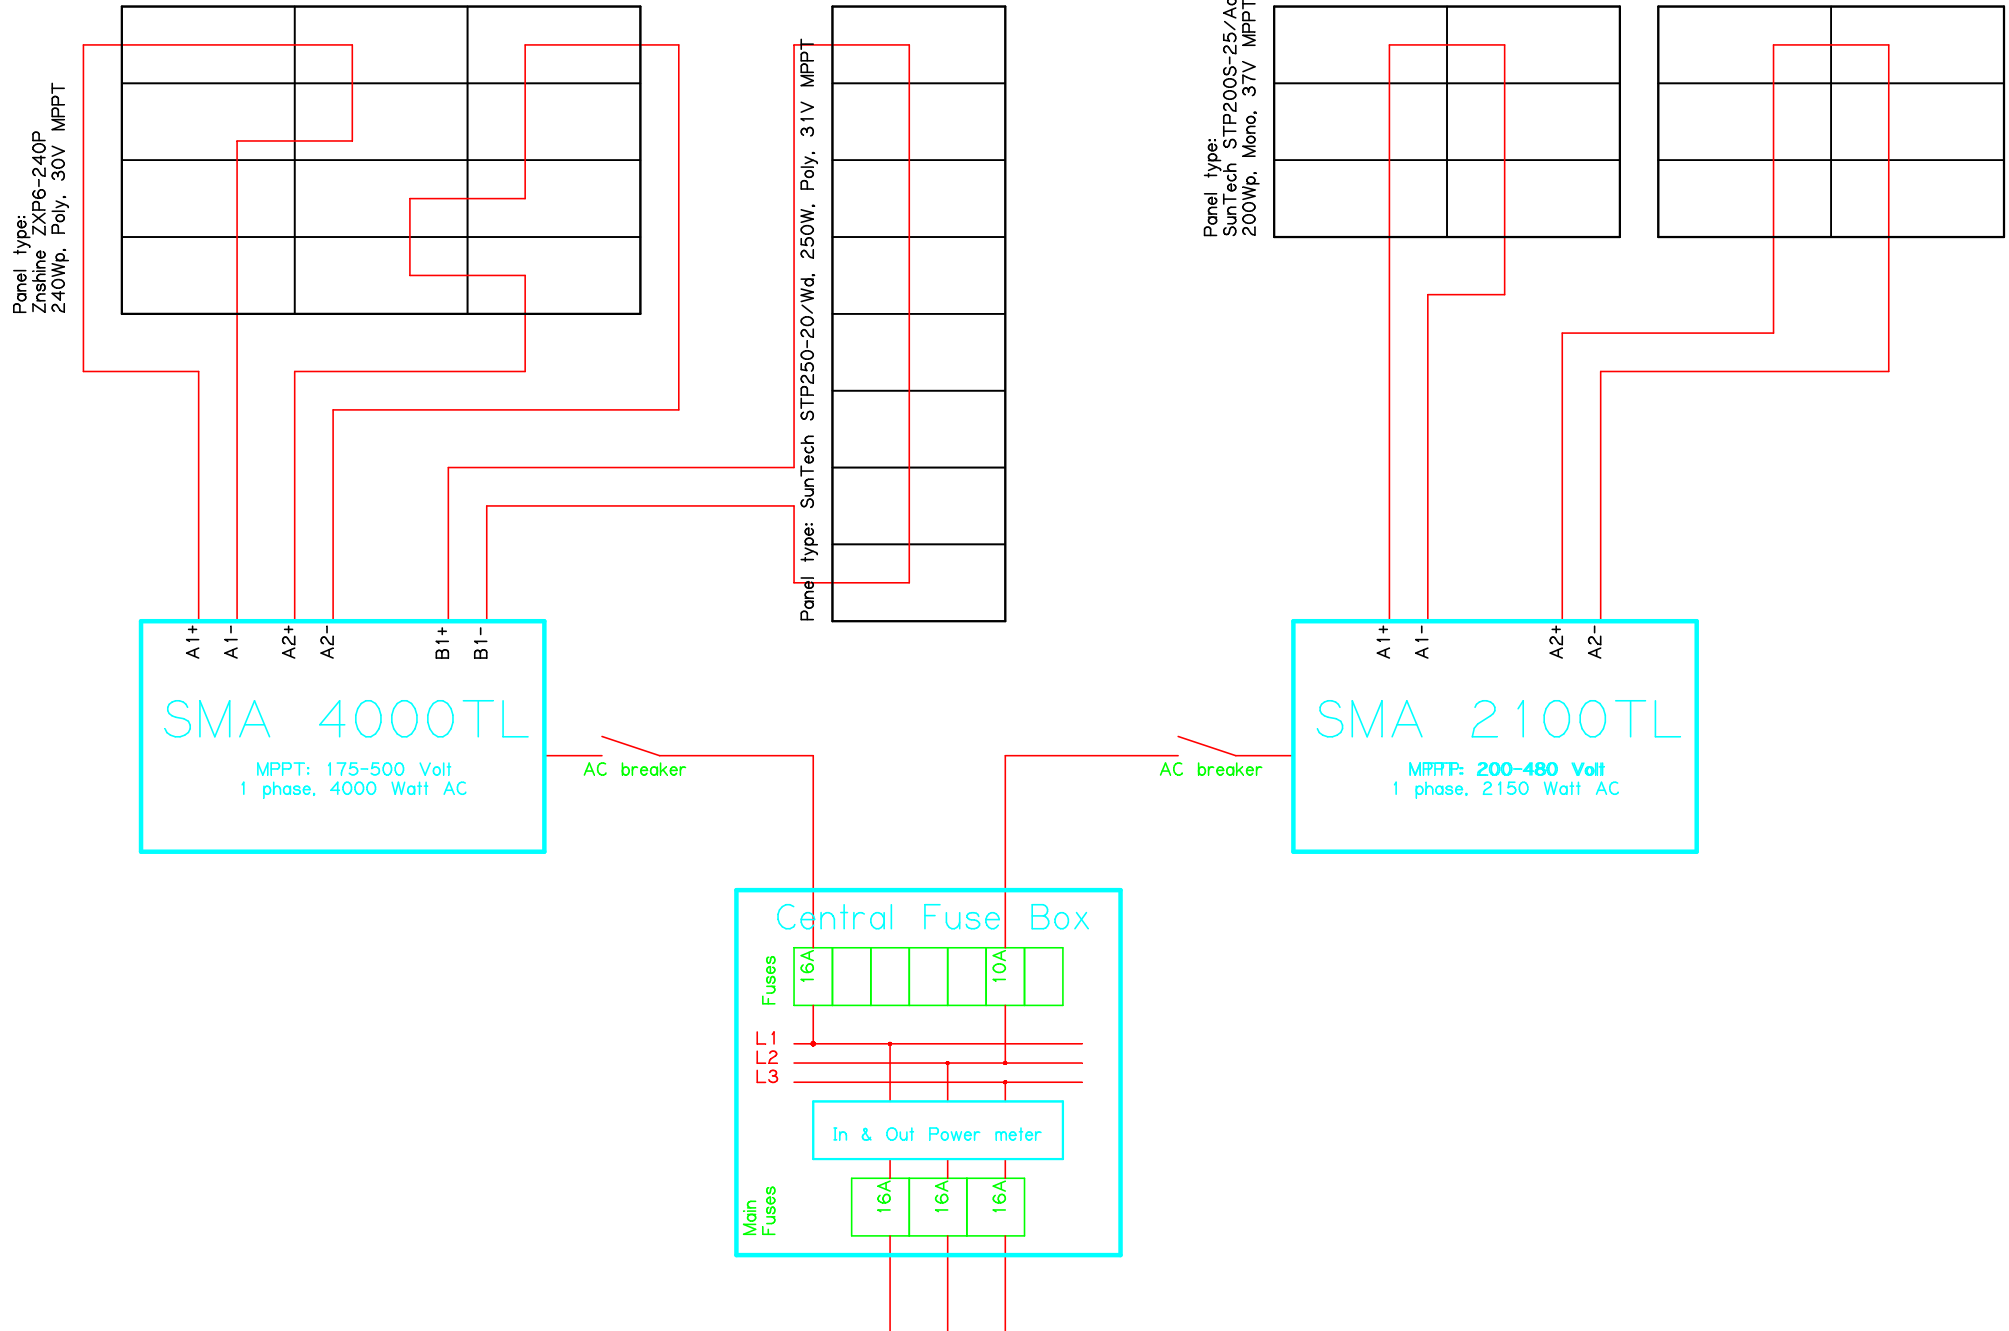 Panel type:
Znshine ZXP6-240P
240Wp, Poly, 30V MPPT
Panel type: SunTech STP250-20/Wd, 250W, Poly, 31V MPPT
Panel type:
SunTech STP200S-25/Ad
200Wp, Mono, 37V MPPT
A1+
A1-
A2+
A2-
B1+
B1-
SMA 4000TL
MPPT: 175-500 Volt
1 phase, 4000 Watt AC
AC breaker
A1+
A1-
A2+
A2-
SMA 2100TL
200-480 Volt
1 phase, 2150 Watt AC
AC breaker
Central Fuse Box
Fuses
16A
10A
L1
L2
L3
In & Out Power meter
Main
Fuses
16A
16A
16A